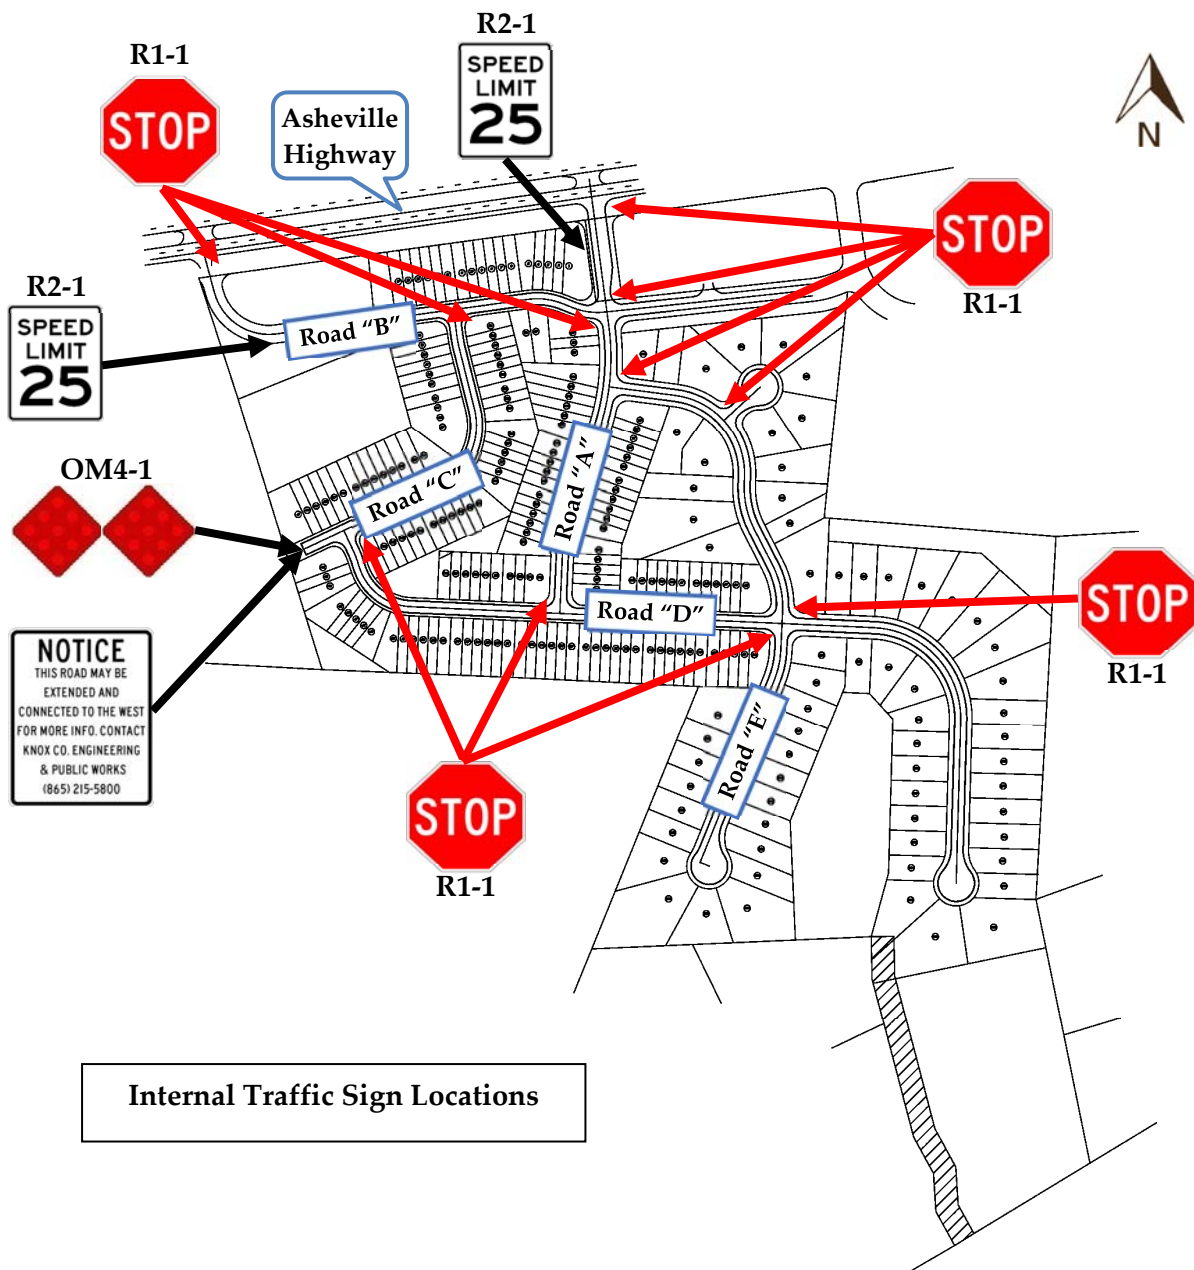 R2-1
R1-1
SPEED
LIMIT
25
STOP
Asheville
Highway
N
STOP
R1-1
R2-1
SPEED
LIMIT
25
Road “B”
OM4-1
Road “A”
Road “C”
STOP
R1-1
Road “D”
NOTICE
THIS ROAD MAY BE
EXTENDED AND
CONNECTED TO THE WEST
FOR MORE INFO. CONTACT
KNOX CO. ENGINEERING
& PUBLIC WORKS
(865) 215-5800
Road “E”
STOP
R1-1
Internal Traffic Sign Locations